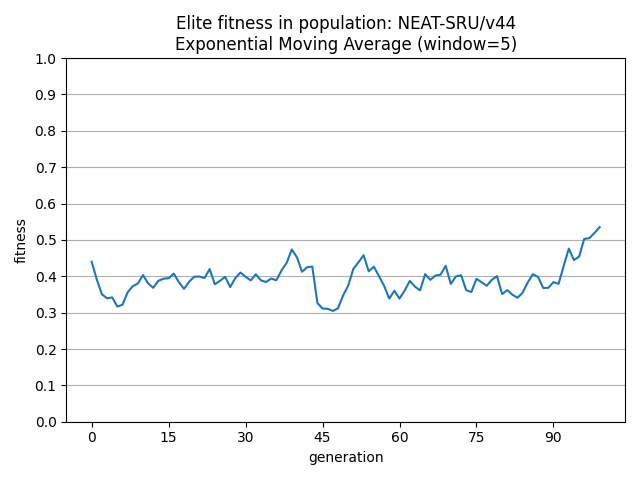 Elite fitness in population: NEAT-SRU/v44
Exponential Moving Average (window=5)
1.0
0.9
0.8
0.7
0.6
0.5
0.4
0.3
0.2
0.1
0.0
fitness
0 15 30 45 60 75 90
generation